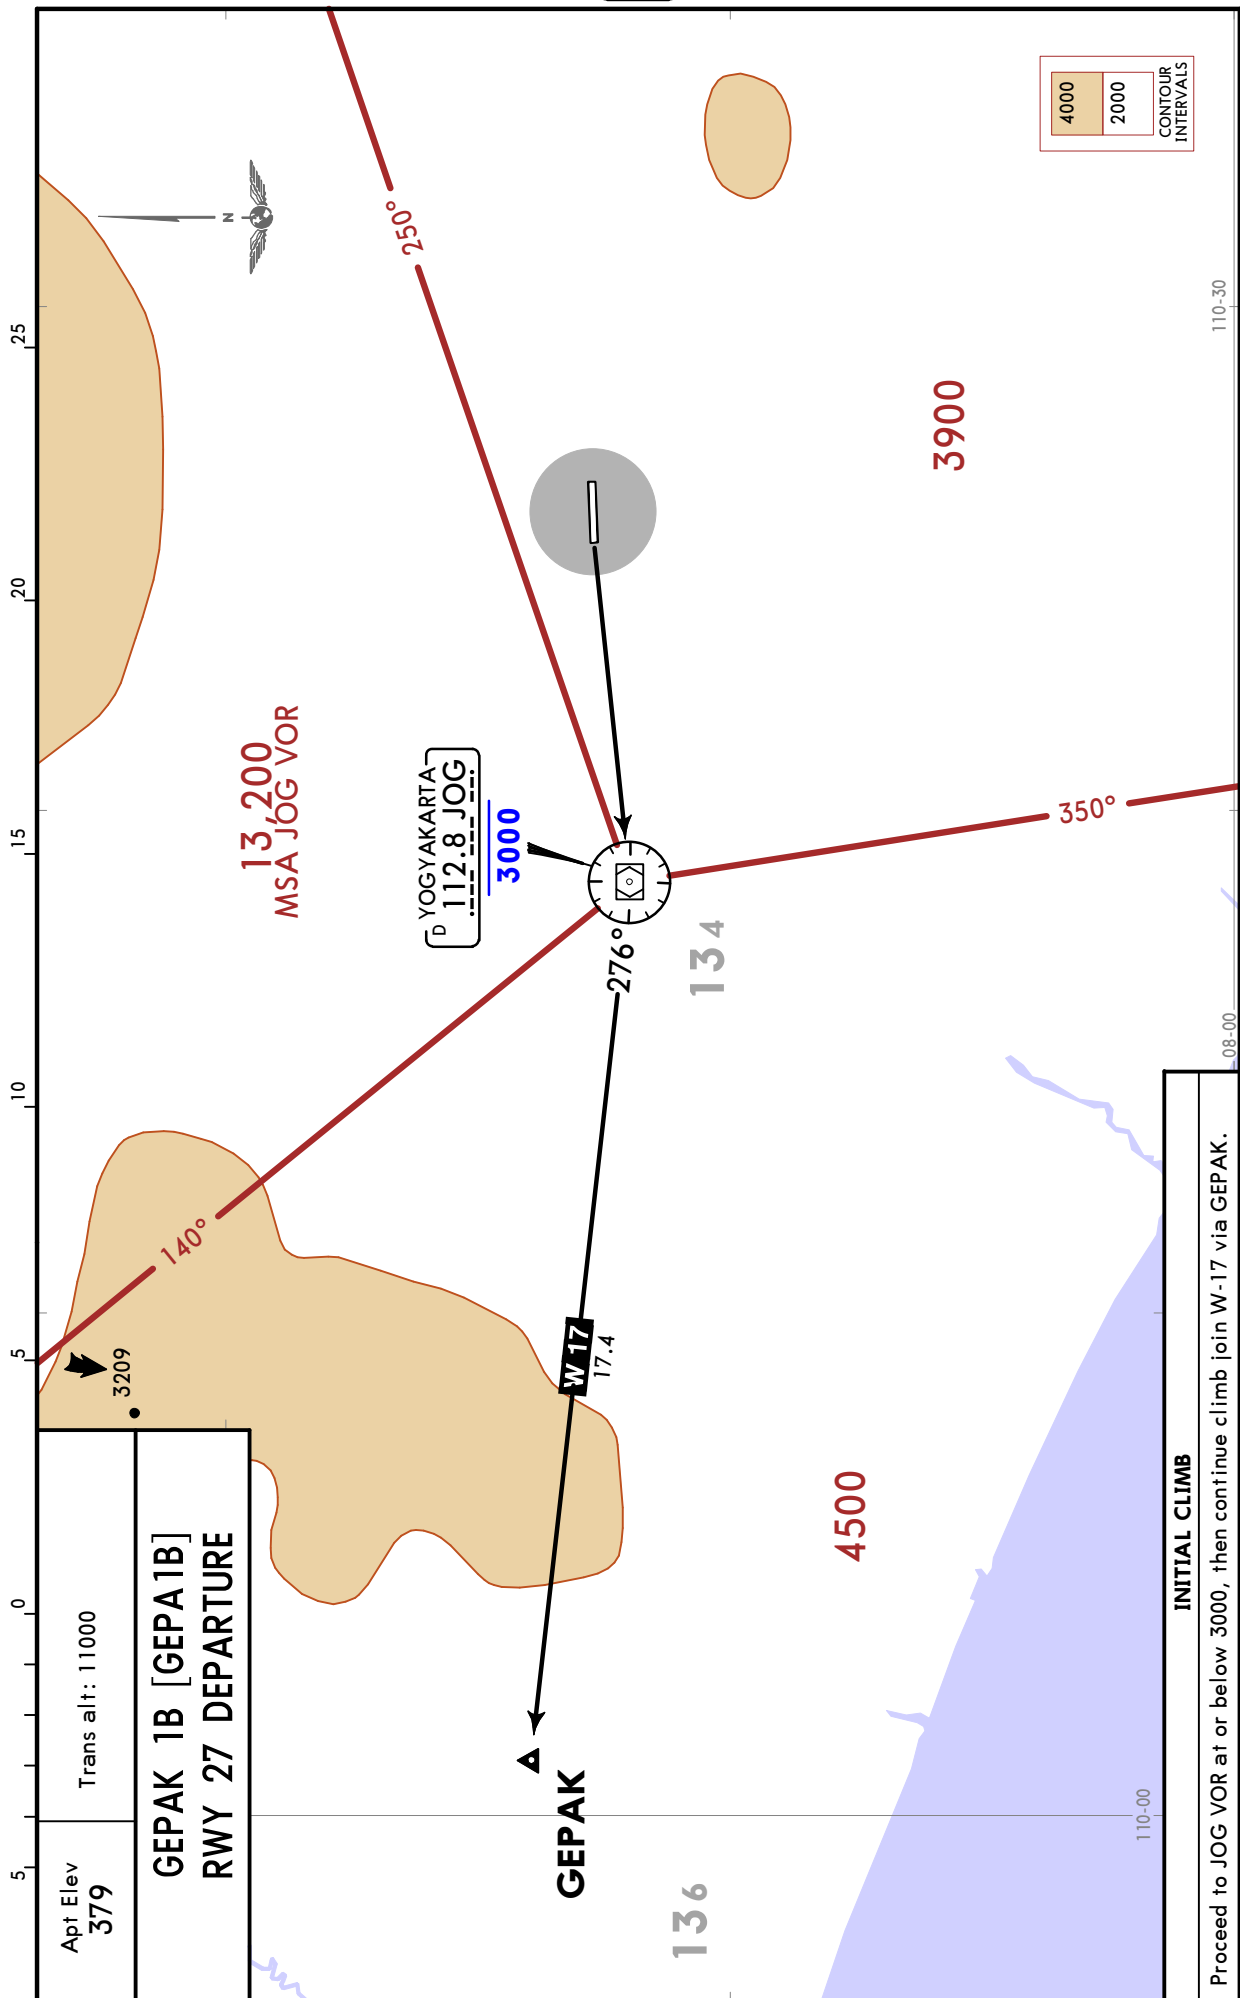 Apt Elev
379
Trans alt: 11000
GEPAK 1B [GEPA1B]
RWY 27 DEPARTURE
5
0
5
10
15
20
25
3209
140°
13,200
MSA JOG VOR
250°
N
D YOGYAKARTA
112.8 JOG
3000
276°
W 17
17.4
GEPAK
134
136
350°
3900
4500
4000
2000
CONTOUR
INTERVALS
110-30
08-00
110-00
INITIAL CLIMB
Proceed to JOG VOR at or below 3000, then continue climb join W-17 via GEPAK.